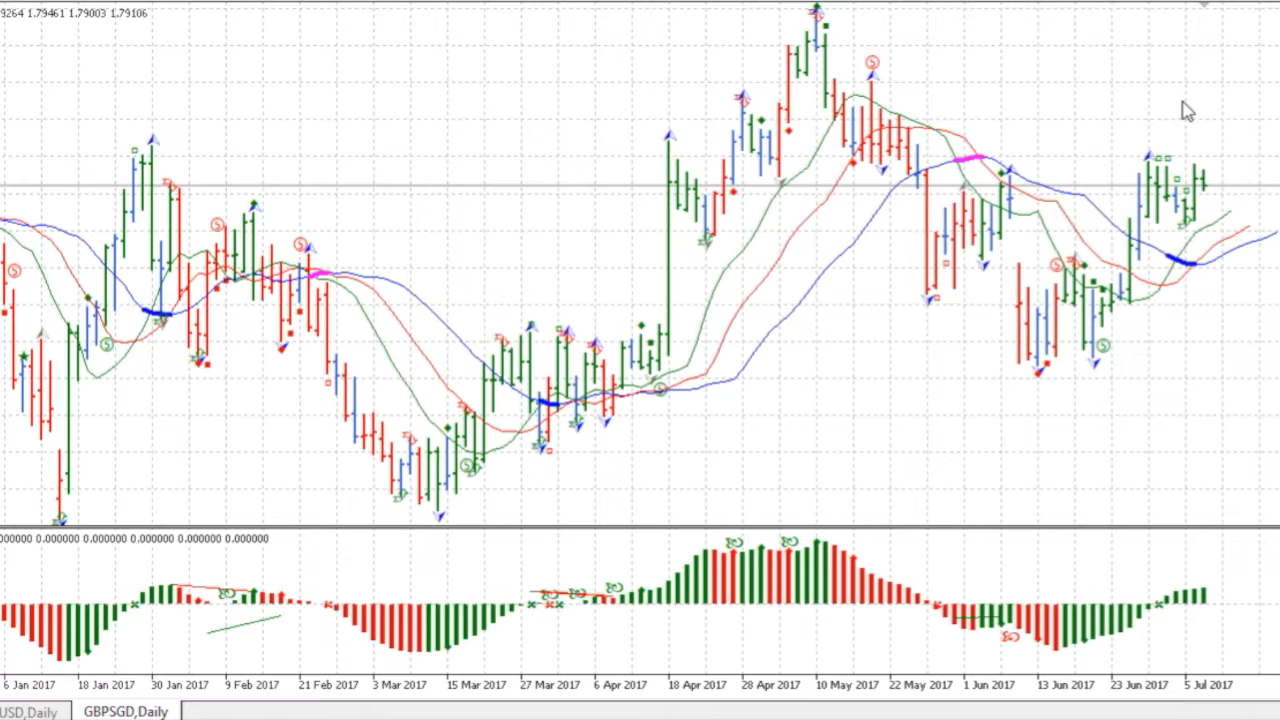 9264 1.79461 1.79003 1.79106
000000 0.000000 0.000000 0.000000 0.000000 0.000000
6 Jan 2017 18 Jan 2017 30 Jan 2017 9 Feb 2017 21 Feb 2017 3 Mar 2017 15 Mar 2017 27 Mar 2017 6 Apr 2017 18 Apr 2017 28 Apr 2017 10 May 2017 22 May 2017 1 Jun 2017 13 Jun 2017 23 Jun 2017 5 Jul 2017
USD,Daily GBPSGD,Daily